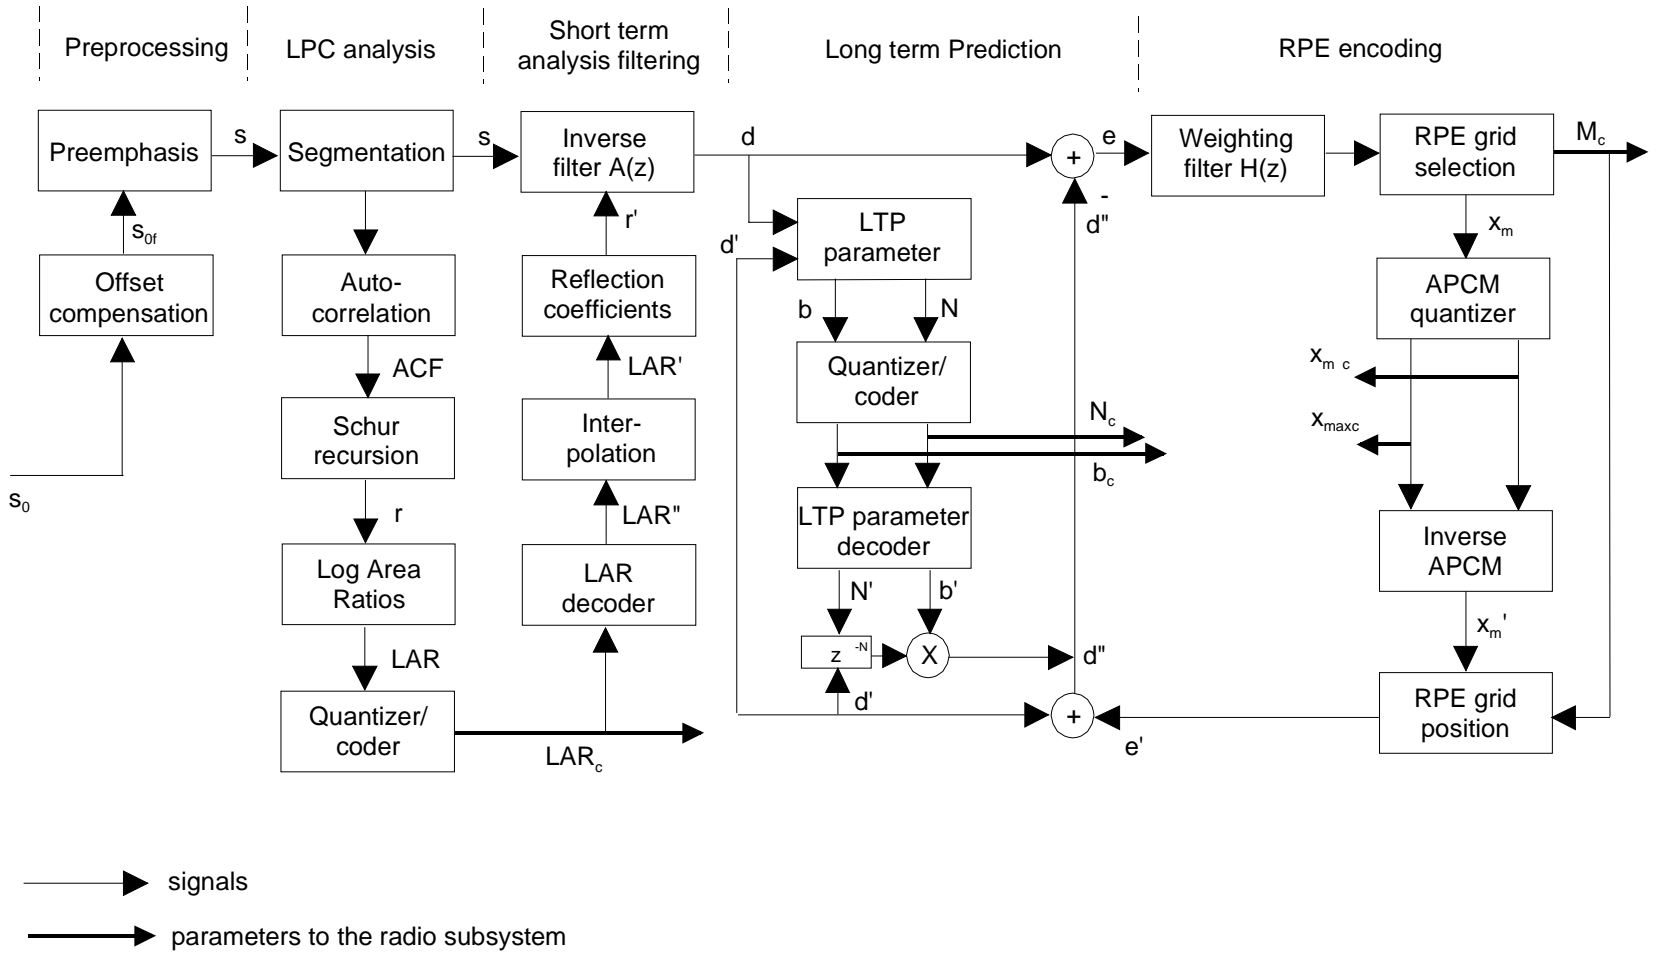 Preprocessing
LPC analysis
Short term
analysis filtering
Long term Prediction
RPE encoding
Preemphasis
s
Segmentation
s
Inverse
filter A(z)
d
+
e
Weighting
filter H(z)
RPE grid
selection
Mc
s0f
r'
-
d"
LTP
parameter
d'
xm
Offset
compensation
Auto-
correlation
Reflection
coefficients
b
N
APCM
quantizer
ACF
LAR'
Quantizer/
coder
xm c
Schur
recursion
Inter-
polation
Nc
bc
xmaxc
s0
r
LAR"
LTP parameter
decoder
Inverse
APCM
Log Area
Ratios
LAR
decoder
N'
b'
xm'
LAR
z -N
X
d"
Quantizer/
coder
d'
+
RPE grid
position
LARc
e'
signals
parameters to the radio subsystem